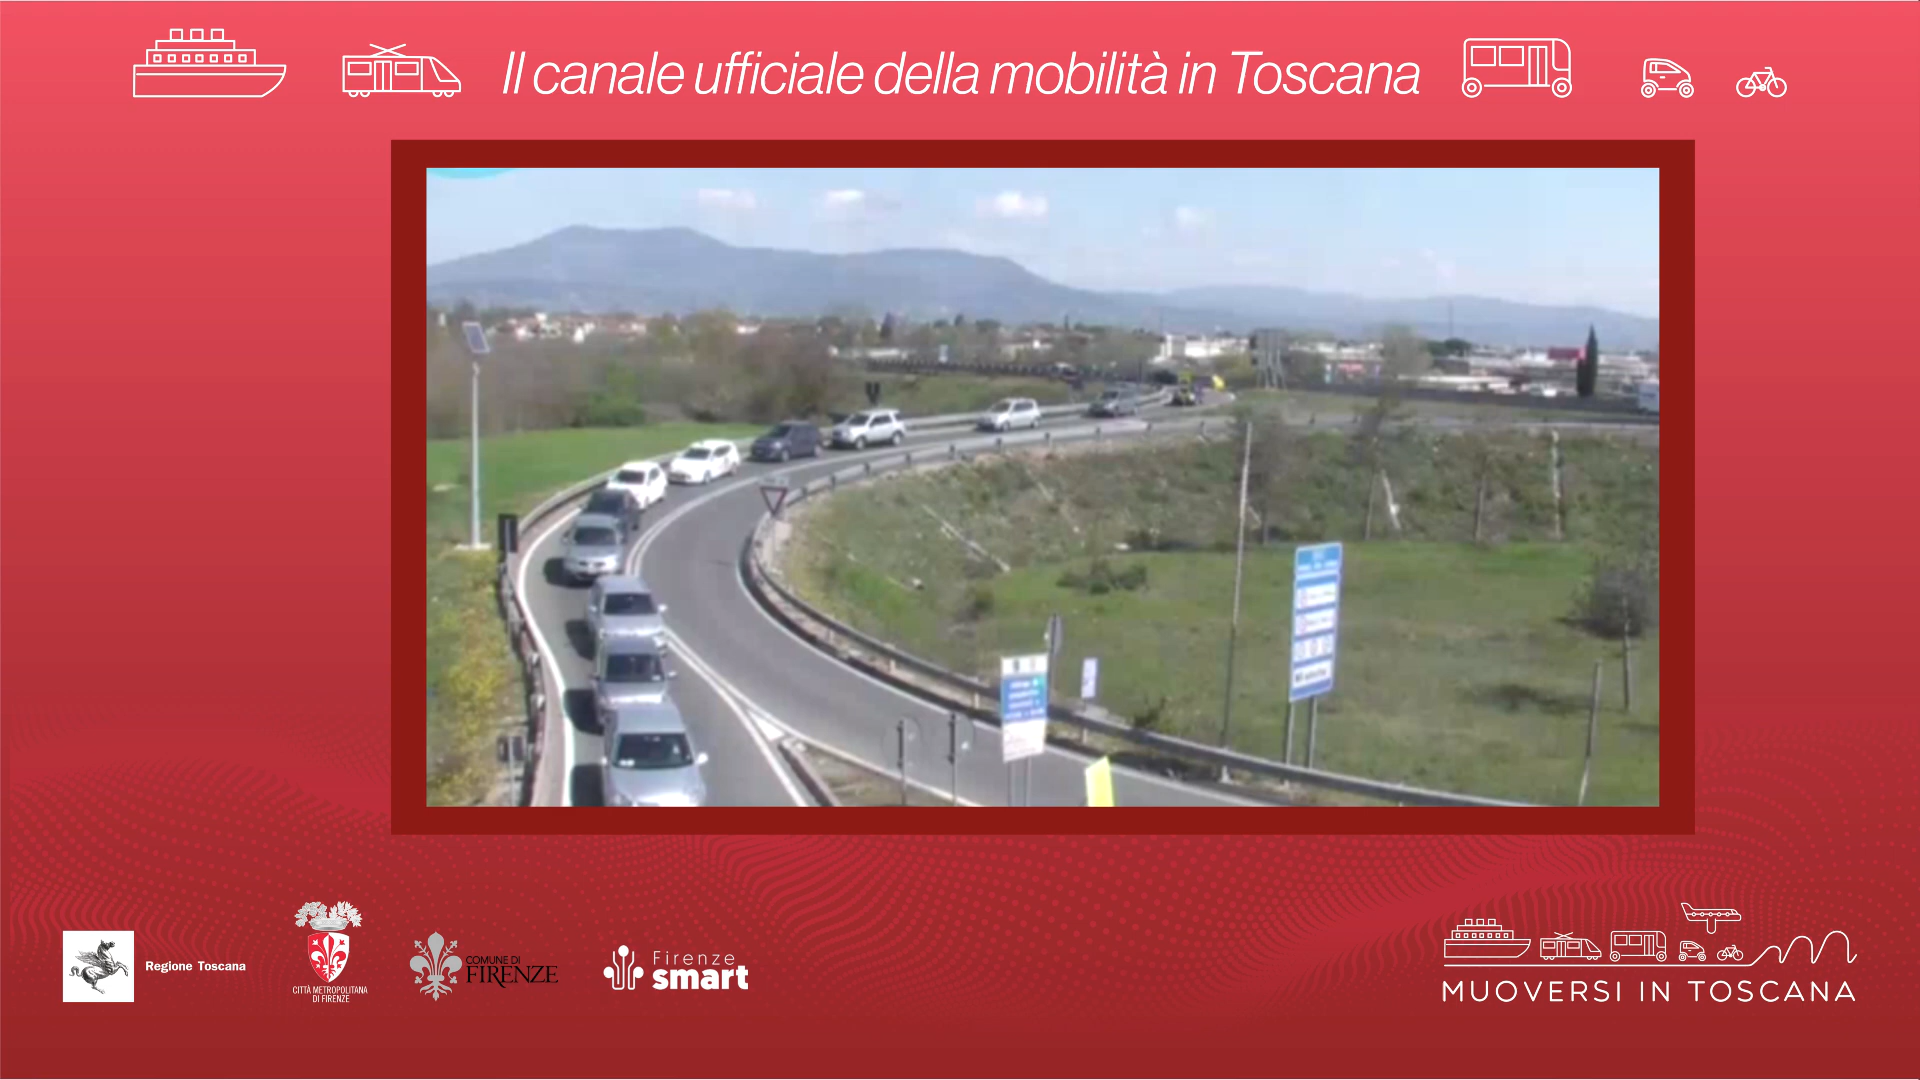 Il canale ufficiale della mobilità in Toscana
Regione Toscana
CITTÀ METROPOLITANA
DI FIRENZE
COMUNE DI
FIRENZE
Firenze
smart
MUOVERSI IN TOSCANA